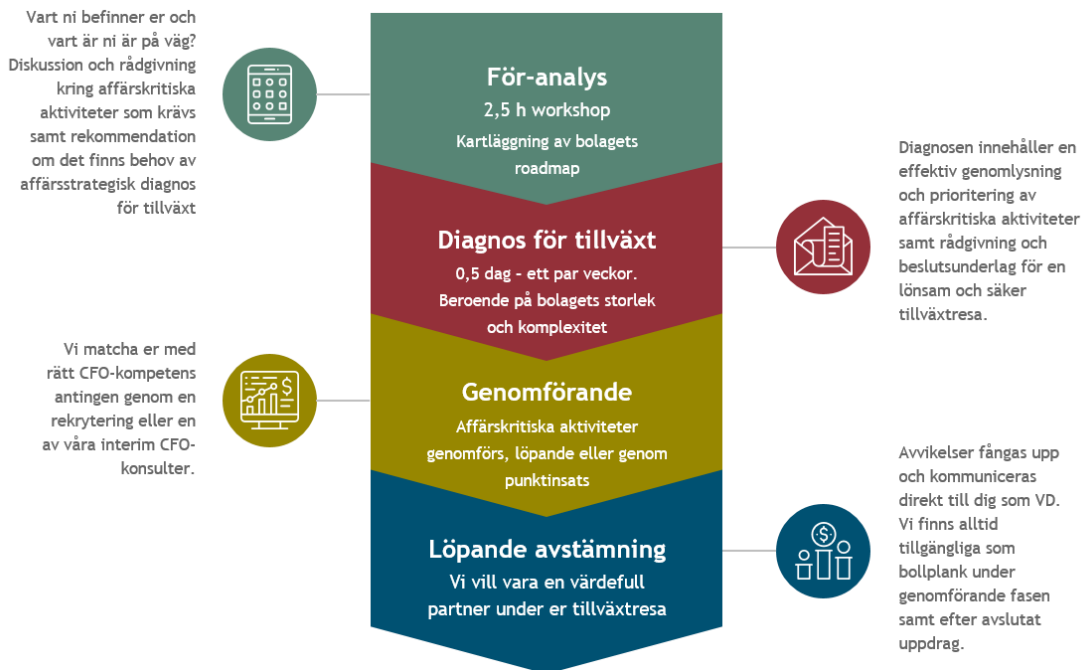 Vart ni befinner er och
vart är ni är på väg?
Diskussion och rådgivning
kring affärskritiska
aktiviteter som krävs
samt rekommendation
om det finns behov av
affärsstrategisk diagnos
för tillväxt
För-analys
2,5 h workshop
Kartläggning av bolagets
roadmap
Diagnos för tillväxt
0,5 dag – ett par veckor.
Beroende på bolagets storlek
och komplexitet
Diagnosen innehåller en
effektiv genomlysning
och prioritering av
affärskritiska aktiviteter
samt rådgivning och
beslutsunderlag för en
lönsam och säker
tillväxtresa.
Vi matcha er med
rätt CFO-kompetens
antingen genom en
rekrytering eller en
av våra interim CFO-
konsulter.
Genomförande
Affärskritiska aktiviteter
genomförs, löpande eller genom
punktinsats
Löpande avstämning
Vi vill vara en värdefull
partner under er tillväxtresa
Avvikelser fångas upp
och kommuniceras
direkt till dig som VD.
Vi finns alltid
tillgängliga som
bollplank under
genomförande fasen
samt efter avslutat
uppdrag.